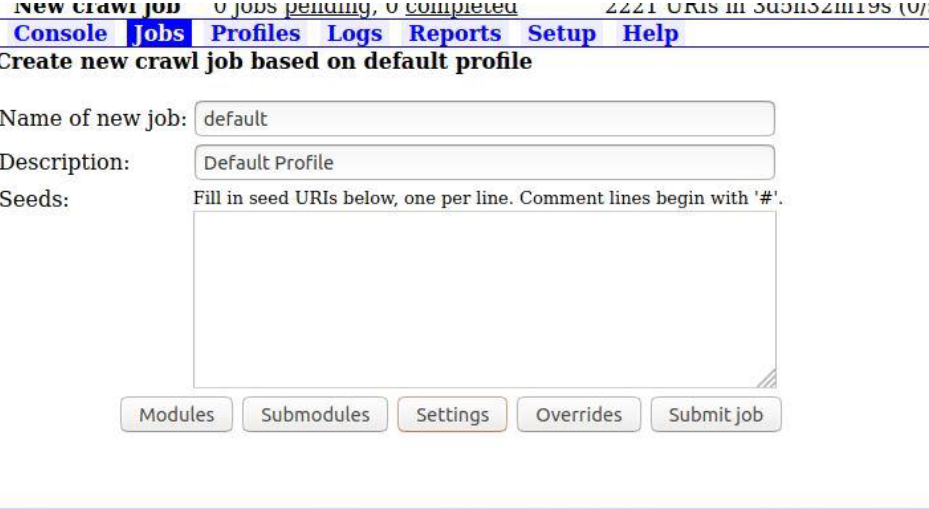 New crawl job 0 jobs pending, 0 completed 2221 URIs in 3d5h32m19s (0/
Console Jobs Profiles Logs Reports Setup Help
Create new crawl job based on default profile
Name of new job: default
Description: Default Profile
Seeds: Fill in seed URIs below, one per line. Comment lines begin with '#'.
Modules Submodules Settings Overrides Submit job